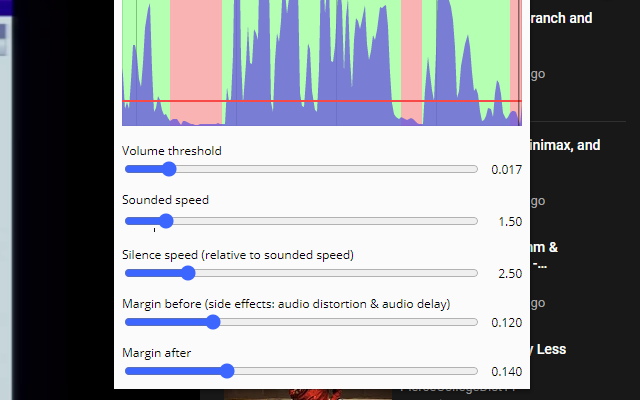 ranch and
go
Volume threshold
0.017
inimax, and
Sounded speed
1.50
go
Silence speed (relative to sounded speed)
2.50
m &
-...
Margin before (side effects: audio distortion & audio delay)
0.120
go
Margin after
0.140
y Less